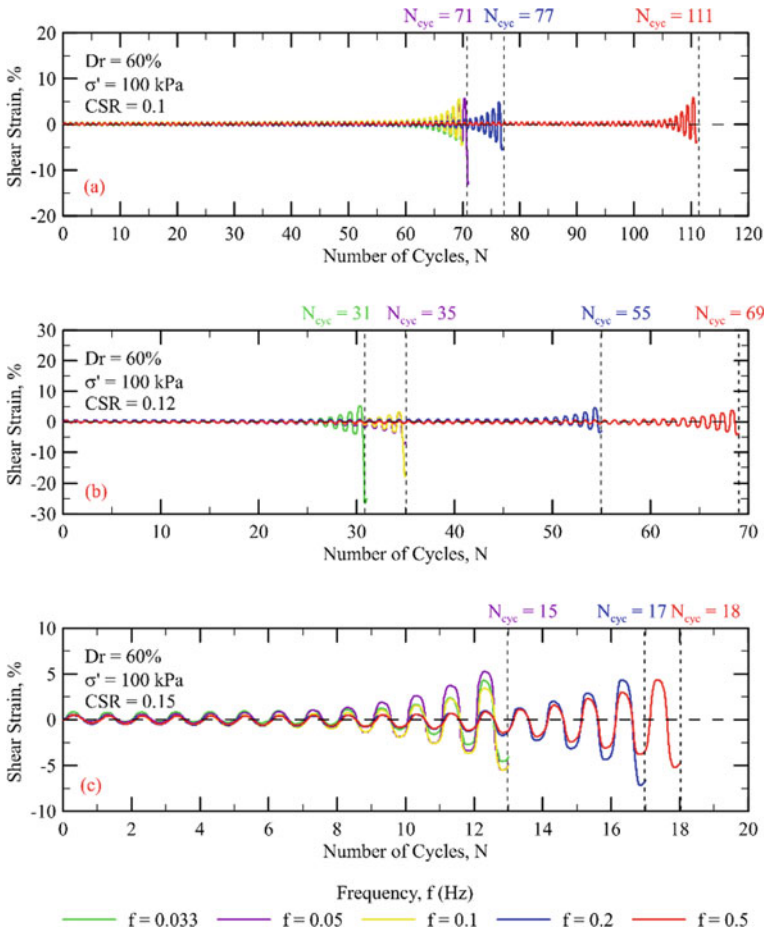 N_cyc = 71 N_cyc = 77 N_cyc = 111
20
10
0
-10
20
Shear Strain, %
Dr = 60%
σ' = 100 kPa
CSR = 0.1
(a)
0 10 20 30 40 50 60 70 80 90 100 110 120
Number of Cycles, N
N_cyc = 31 N_cyc = 35 N_cyc = 55 N_cyc = 69
30
20
10
0
-10
-20
-30
Shear Strain, %
Dr = 60%
σ' = 100 kPa
CSR = 0.12
(b)
0 10 20 30 40 50 60 70
Number of Cycles, N
N_cyc = 15 N_cyc = 17 N_cyc = 18
10
5
0
-5
-10
Shear Strain, %
Dr = 60%
σ' = 100 kPa
CSR = 0.15
(c)
0 2 4 6 8 10 12 14 16 18 20
Number of Cycles, N
Frequency, f (Hz)
f = 0.033 f = 0.05 f = 0.1 f = 0.2 f = 0.5